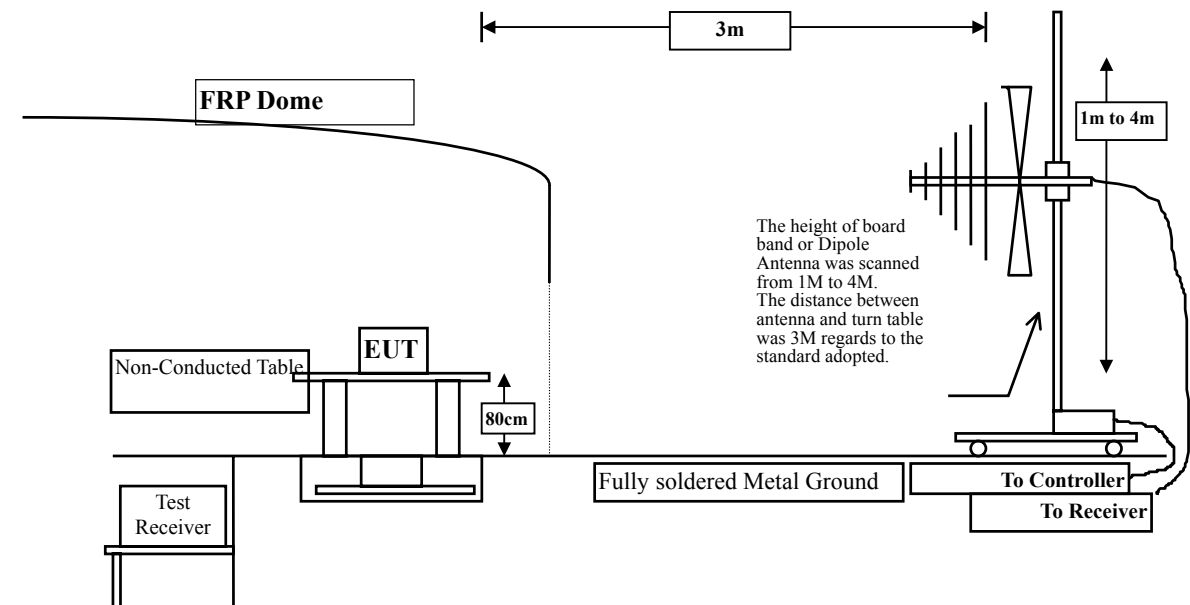 3m
FRP Dome
1m to 4m
The height of board
band or Dipole
Antenna was scanned
from 1M to 4M.
The distance between
antenna and turn table
was 3M regards to the
standard adopted.
EUT
Non-Conducted Table
80cm
Fully soldered Metal Ground
To Controller
To Receiver
Test
Receiver